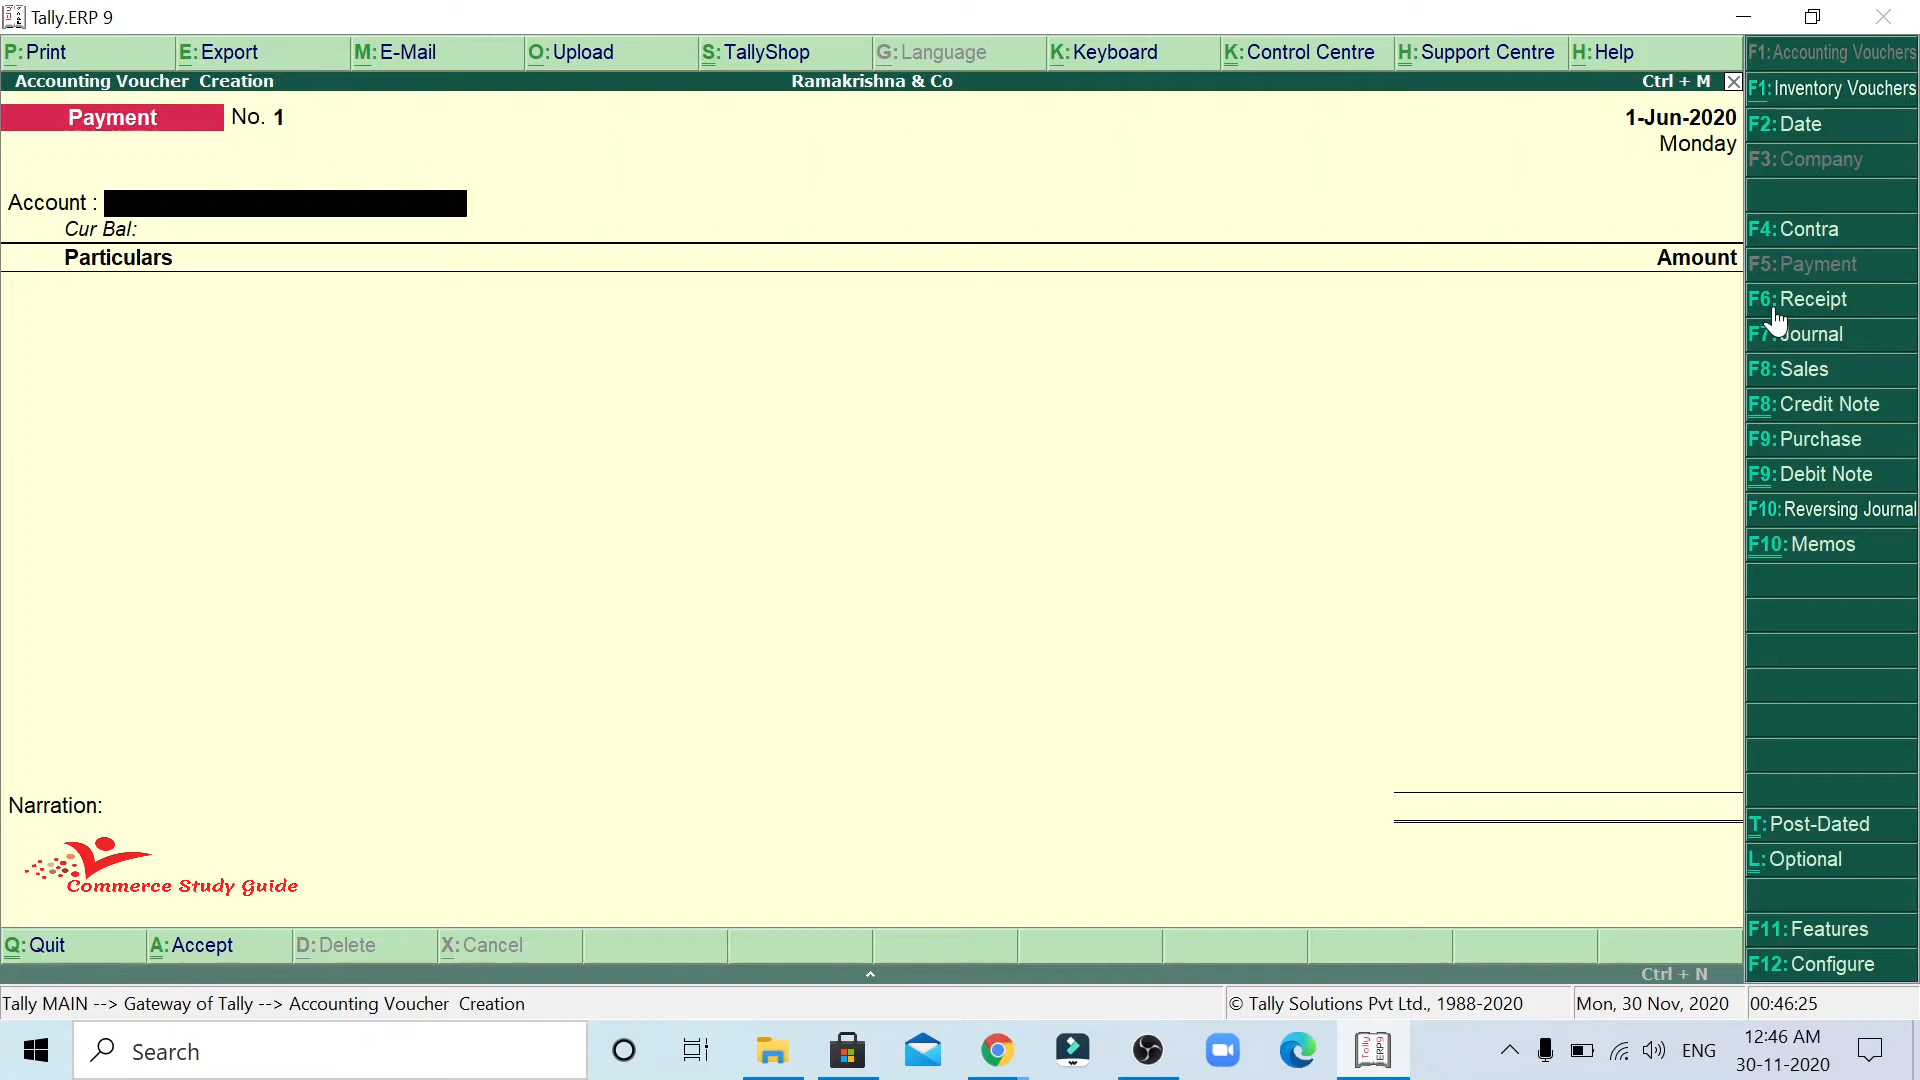 Tally.ERP 9
P: Print E: Export M: E-Mail O: Upload S: TallyShop G: Language K: Keyboard K: Control Centre H: Support Centre H: Help
Accounting Voucher Creation Ramakrishna & Co Ctrl + M
Payment No. 1 1-Jun-2020
Monday
Account :
Cur Bal:
Particulars Amount
Narration:
Commerce Study Guide
Q: Quit A: Accept D: Delete X: Cancel
Ctrl + N
F1: Accounting Vouchers
F1: Inventory Vouchers
F2: Date
F3: Company
F4: Contra
F5: Payment
F6: Receipt
F7: Journal
F8: Sales
F8: Credit Note
F9: Purchase
F9: Debit Note
F10: Reversing Journal
F10: Memos
T: Post-Dated
L: Optional
F11: Features
F12: Configure
Tally MAIN --> Gateway of Tally --> Accounting Voucher Creation © Tally Solutions Pvt Ltd., 1988-2020 Mon, 30 Nov, 2020 00:46:25
Search
Tally ERP9
ENG
12:46 AM
30-11-2020